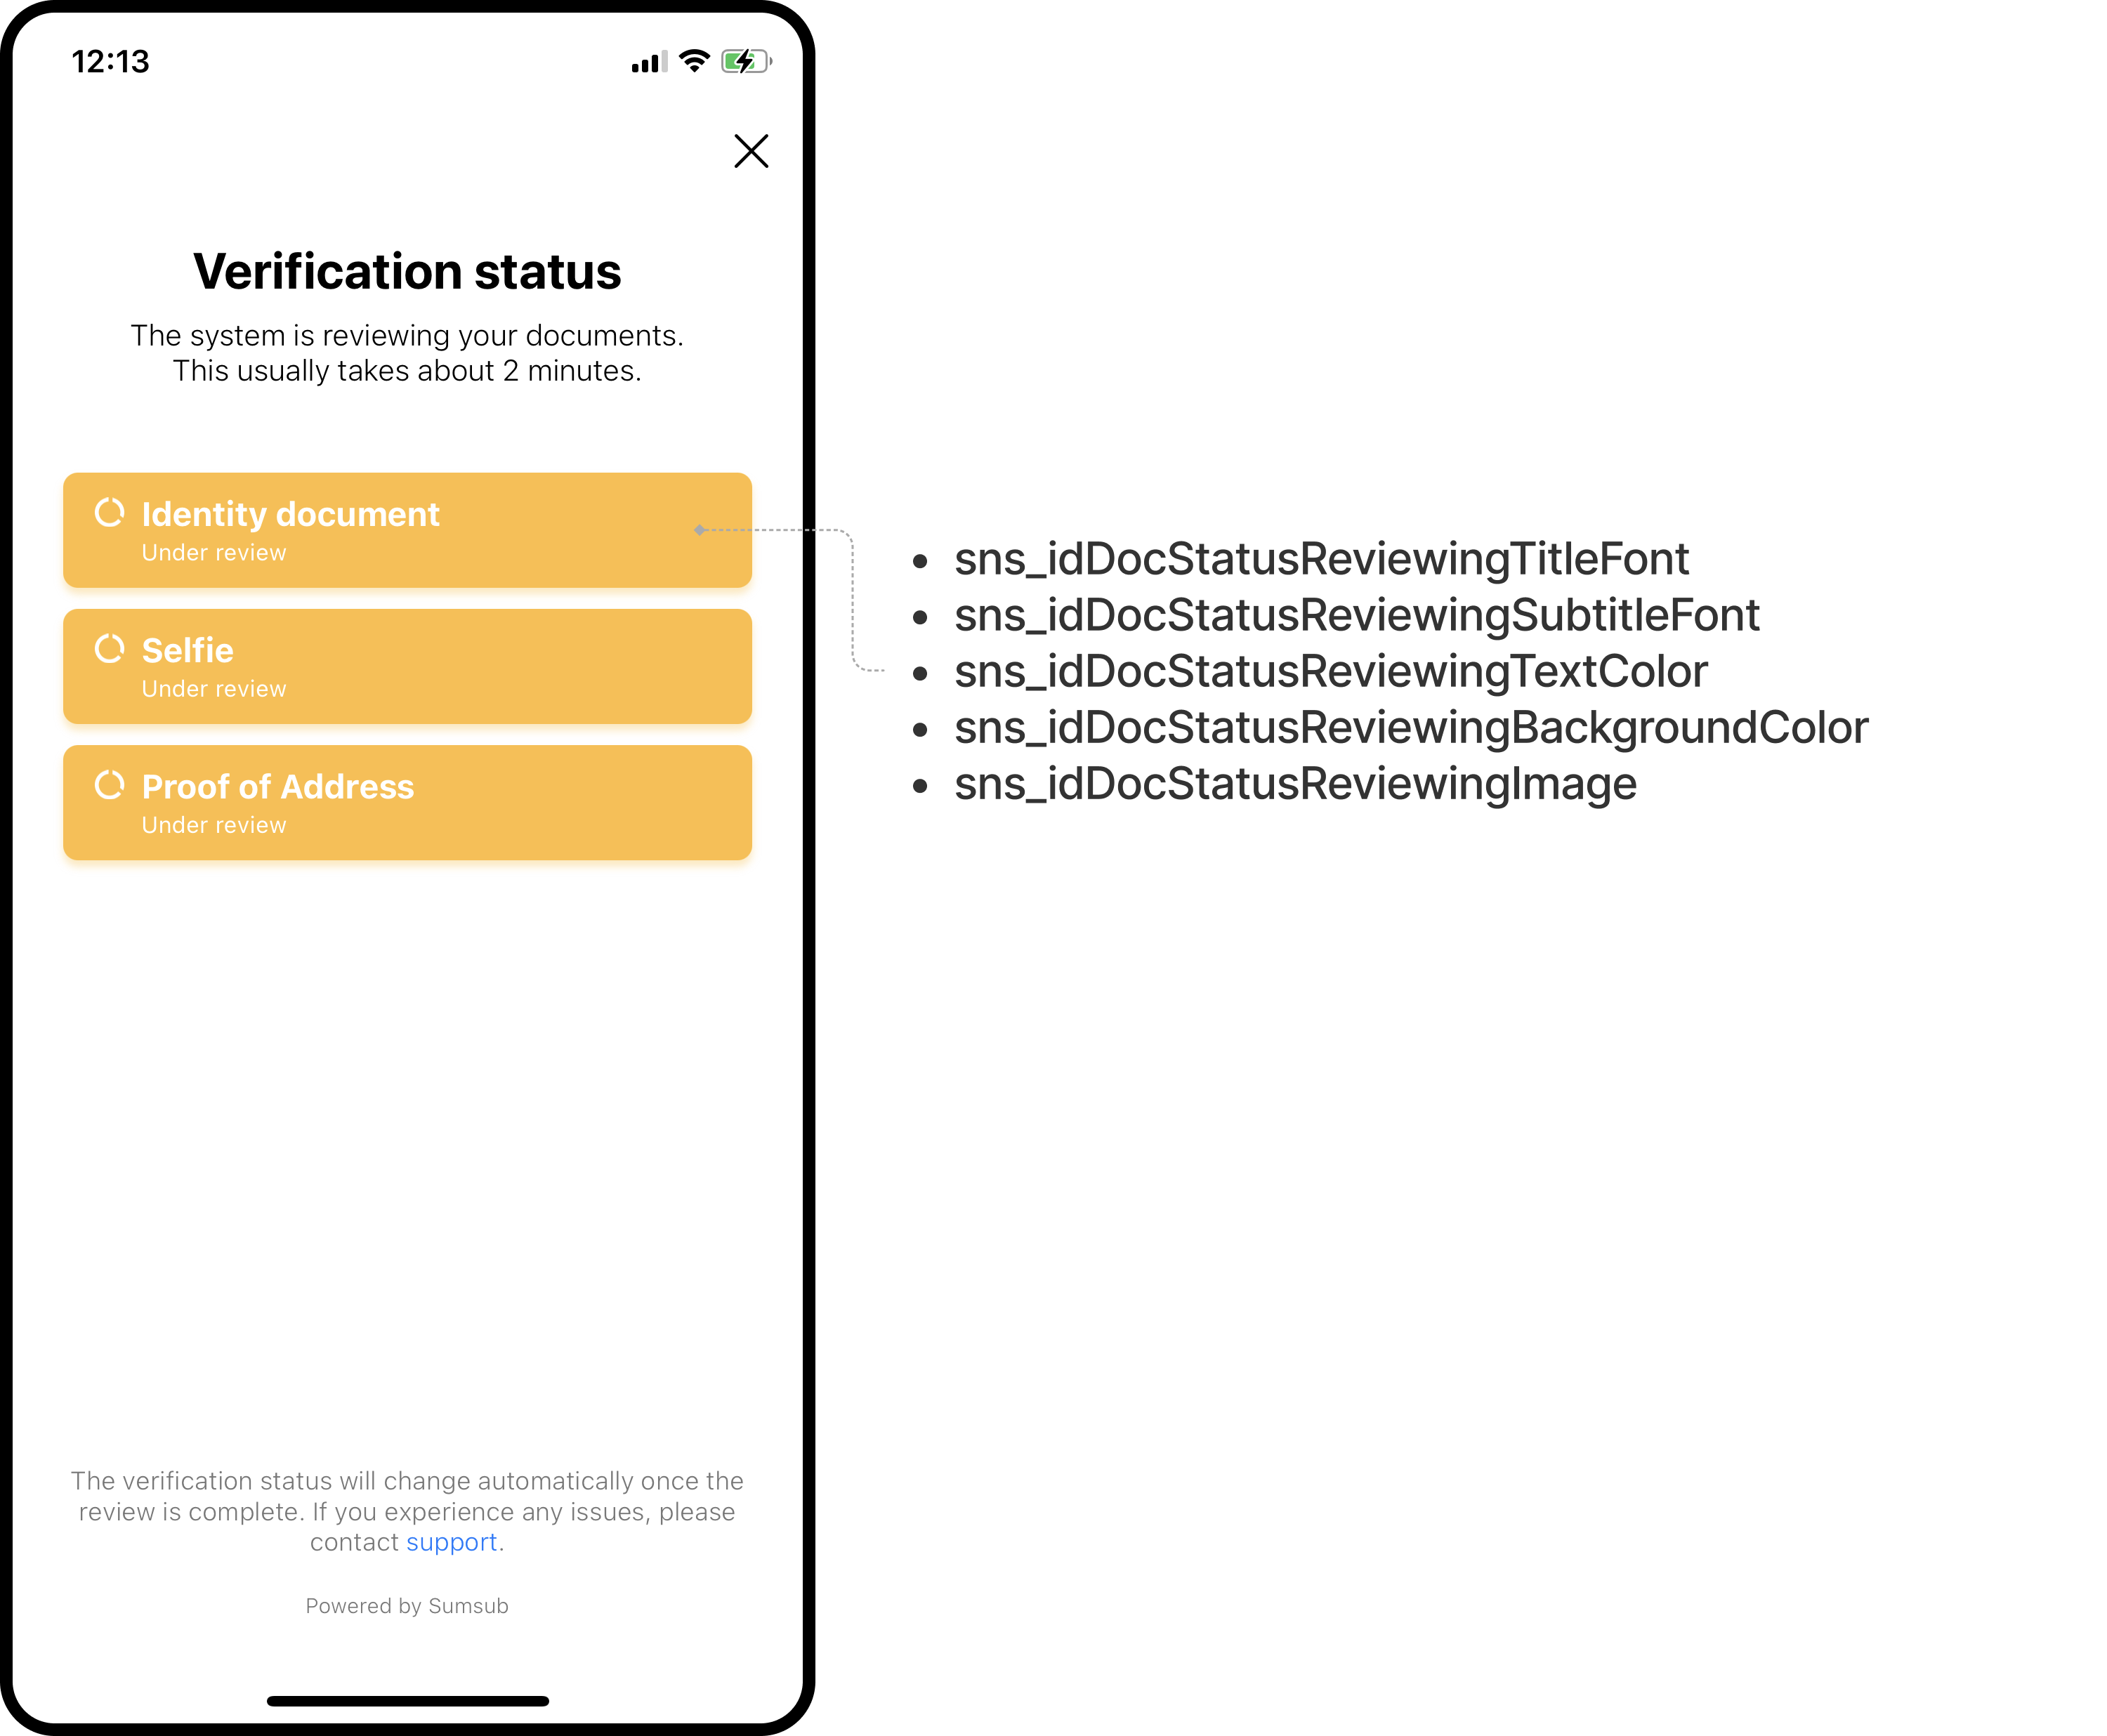 12:13
Verification status
The system is reviewing your documents.
This usually takes about 2 minutes.
Identity document
Under review
Selfie
Under review
Proof of Address
Under review
The verification status will change automatically once the
review is complete. If you experience any issues, please
contact support.
Powered by Sumsub
• sns_idDocStatusReviewingTitleFont
• sns_idDocStatusReviewingSubtitleFont
• sns_idDocStatusReviewingTextColor
• sns_idDocStatusReviewingBackgroundColor
• sns_idDocStatusReviewingImage